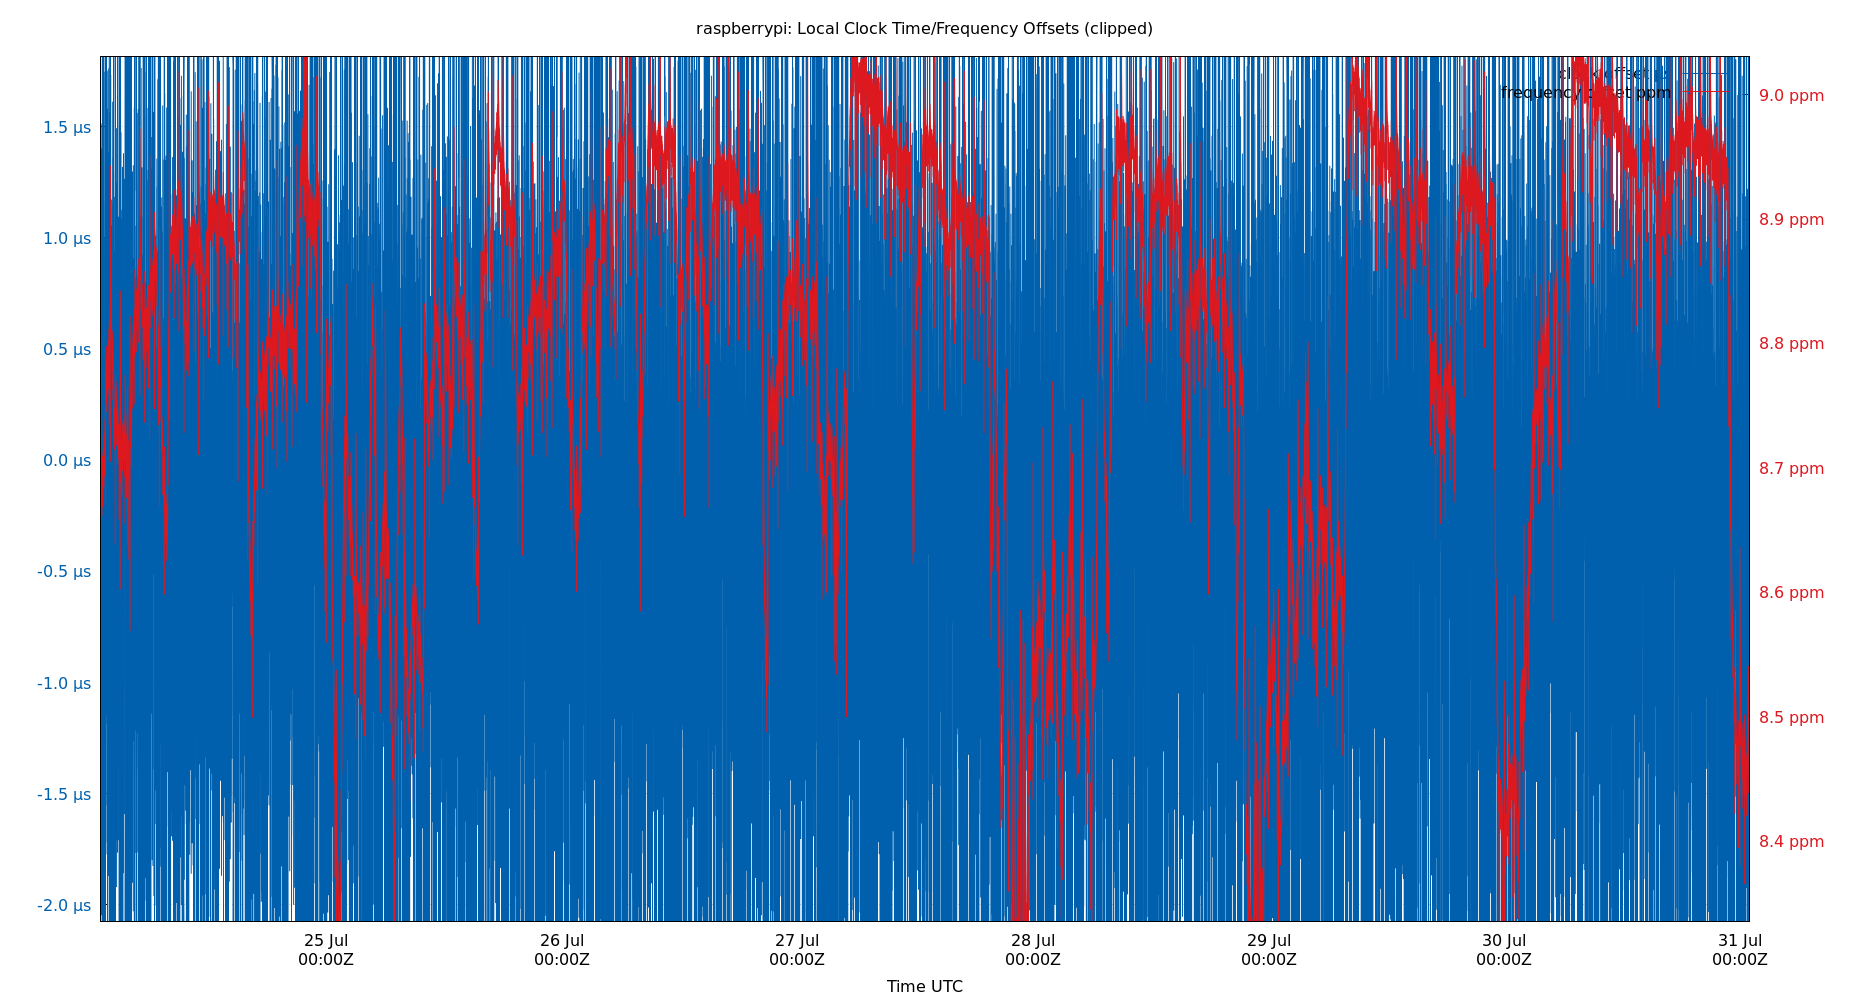 raspberrypi: Local Clock Time/Frequency Offsets (clipped)
clock offset µs
frequency offset ppm
1.5 µs
1.0 µs
0.5 µs
0.0 µs
-0.5 µs
-1.0 µs
-1.5 µs
-2.0 µs
9.0 ppm
8.9 ppm
8.8 ppm
8.7 ppm
8.6 ppm
8.5 ppm
8.4 ppm
25 Jul 26 Jul 27 Jul 28 Jul 29 Jul 30 Jul 31 Jul
00:00Z 00:00Z 00:00Z 00:00Z 00:00Z 00:00Z 00:00Z
Time UTC